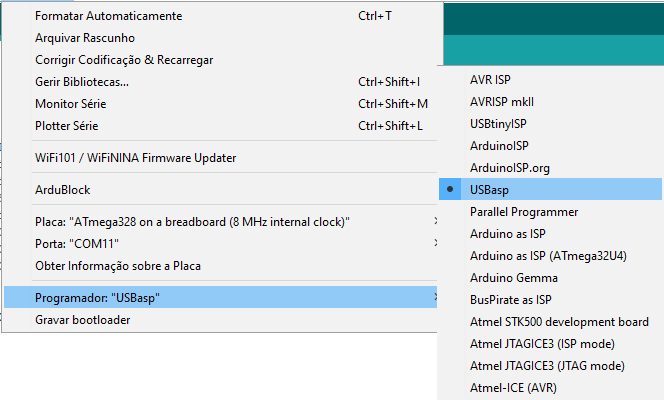 Formatar Automaticamente Ctrl+T
Arquivar Rascunho
Corrigir Codificação & Recarregar
Gerir Bibliotecas... Ctrl+Shift+I
Monitor Série Ctrl+Shift+M
Plotter Série Ctrl+Shift+L
WiFi101 / WiFiNINA Firmware Updater
ArduBlock
Placa: "ATmega328 on a breadboard (8 MHz internal clock)"
Porta: "COM11"
Obter Informação sobre a Placa
Programador: "USBasp"
Gravar bootloader
AVR ISP
AVRISP mkII
USBtinyISP
ArduinoISP
ArduinoISP.org
USBasp
Parallel Programmer
Arduino as ISP
Arduino as ISP (ATmega32U4)
Arduino Gemma
BusPirate as ISP
Atmel STK500 development board
Atmel JTAGICE3 (ISP mode)
Atmel JTAGICE3 (JTAG mode)
Atmel-ICE (AVR)